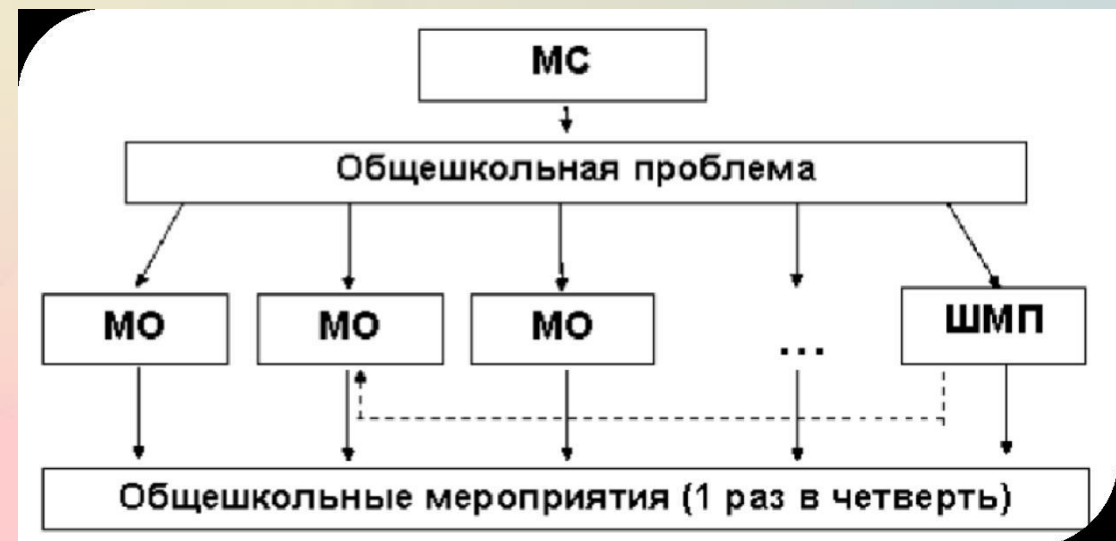 МС
Общешкольная проблема
МО МО МО ... ШМП
Общешкольные мероприятия (1 раз в четверть)